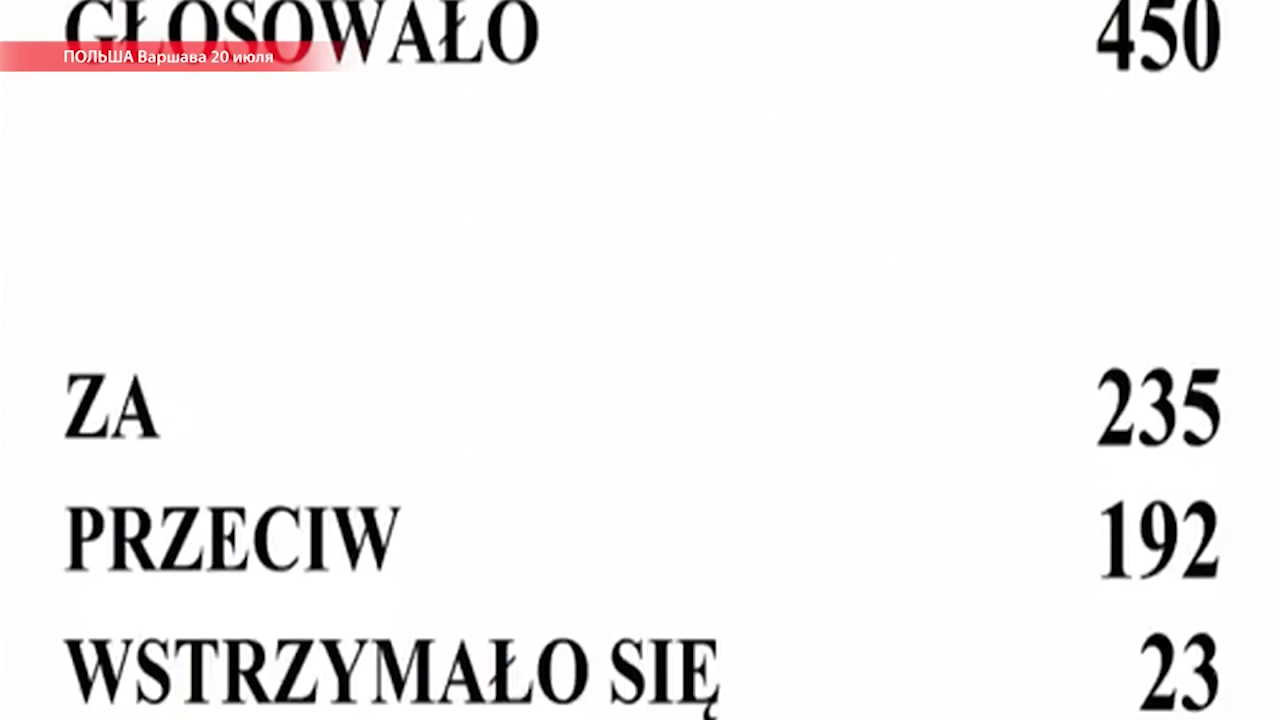 GŁOSOWAŁO 450
ПОЛЬША Варшава 20 июля
ZA 235
PRZECIW 192
WSTRZYMAŁO SIĘ 23